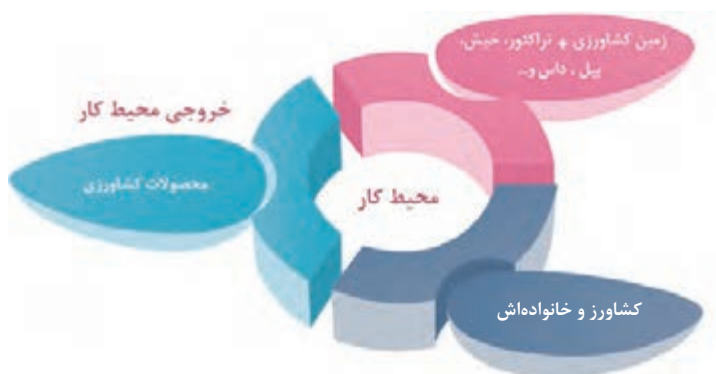 زمین کشاورزی + تراکتور، خیش،
بیل ، داس و...
خروجی محیط کار
محصولات کشاورزی
محیط کار
کشاورز و خانواده‌اش